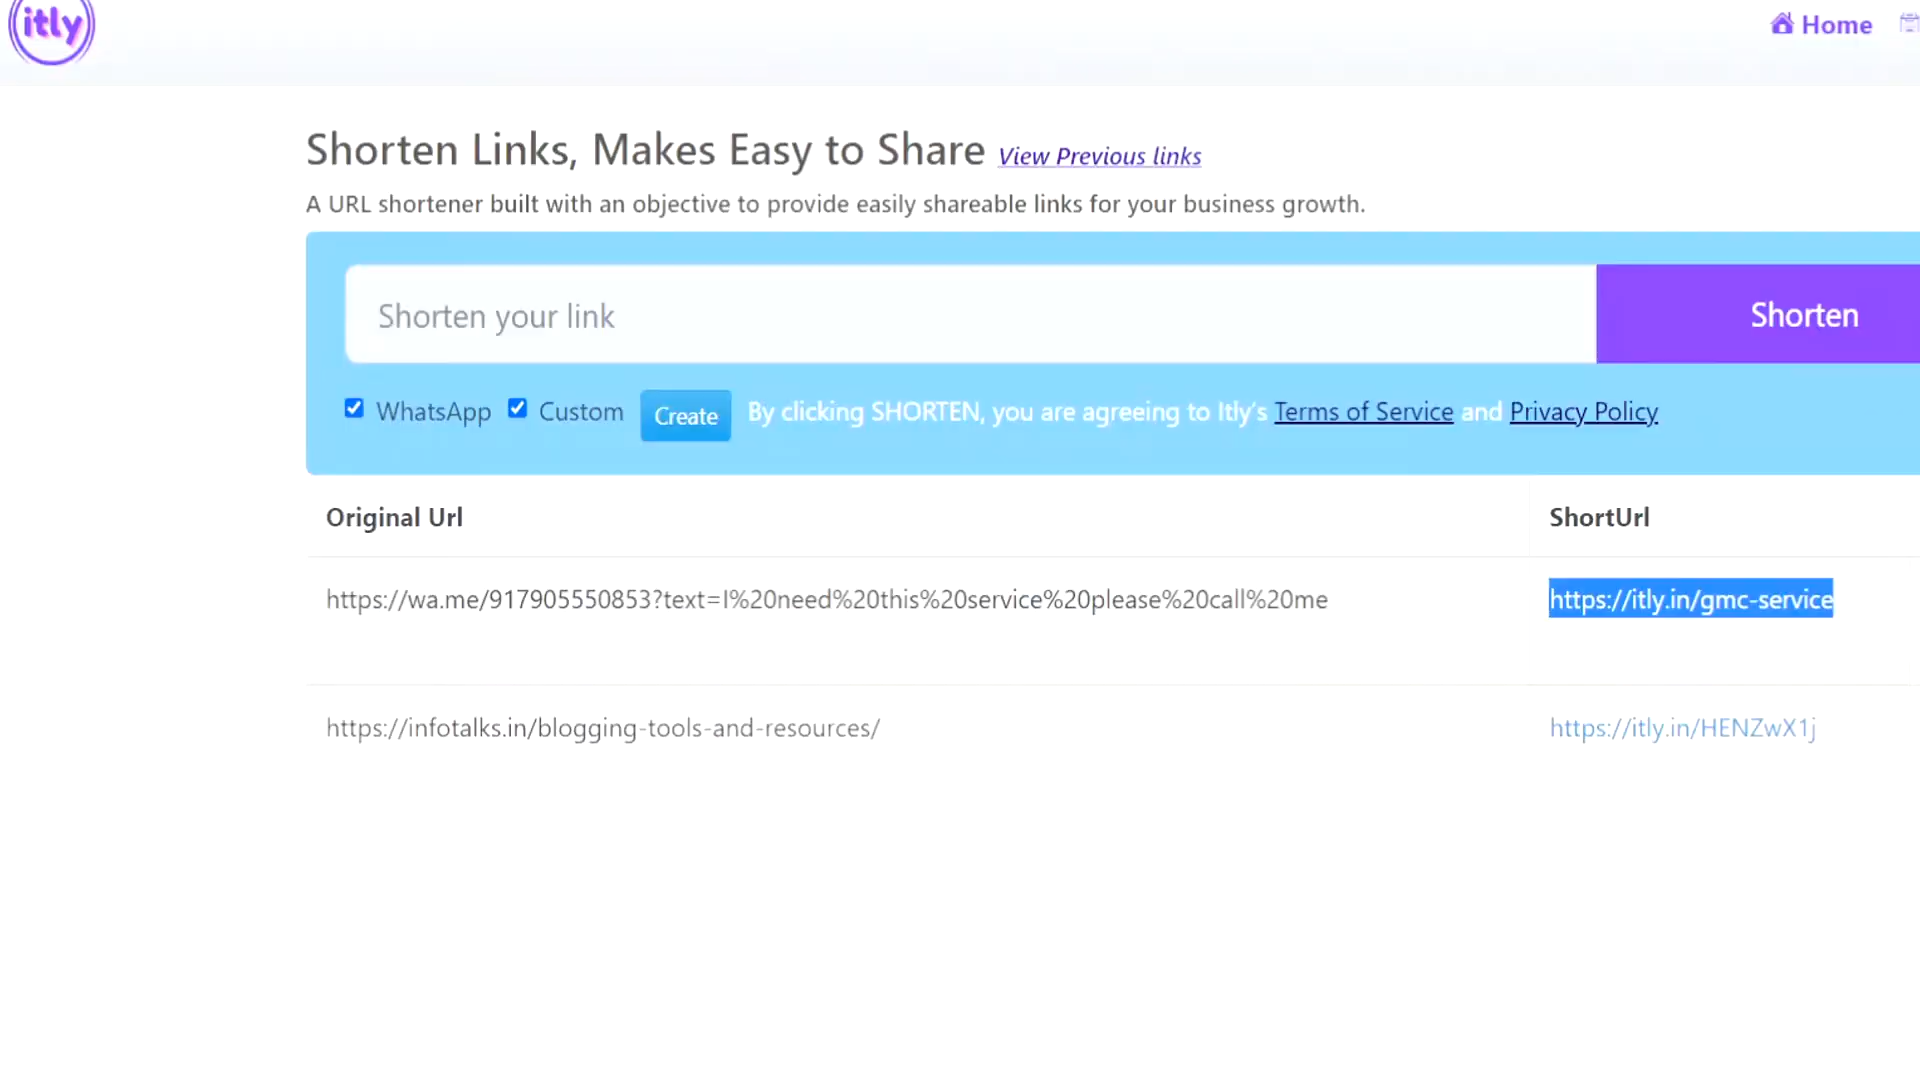 itly
Home
Shorten Links, Makes Easy to Share View Previous links
A URL shortener built with an objective to provide easily shareable links for your business growth.
Shorten your link
Shorten
WhatsApp Custom Create By clicking SHORTEN, you are agreeing to Itly's Terms of Service and Privacy Policy
Original Url ShortUrl
https://wa.me/917905550853?text=I%20need%20this%20service%20please%20call%20me https://itly.in/gmc-service
https://infotalks.in/blogging-tools-and-resources/ https://itly.in/HENZwX1j